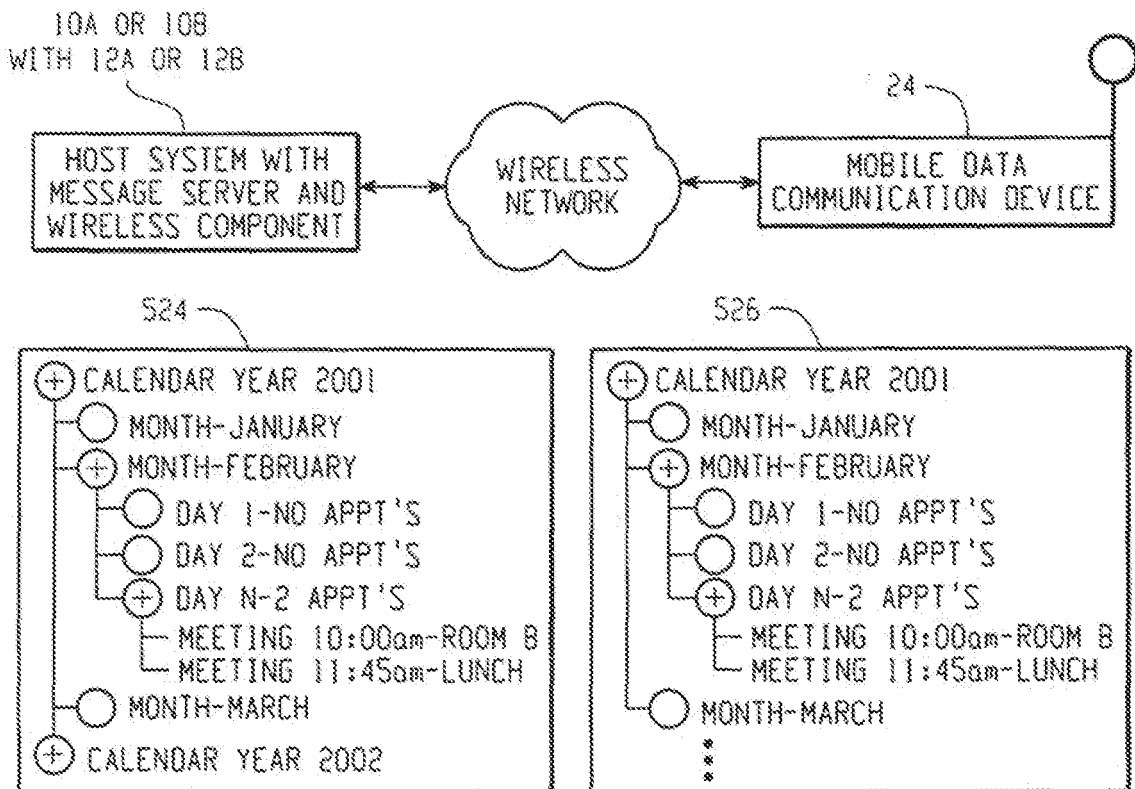 10A OR 10B
WITH 12A OR 12B
24
HOST SYSTEM WITH
MESSAGE SERVER AND
WIRELESS COMPONENT
WIRELESS
NETWORK
MOBILE DATA
COMMUNICATION DEVICE
524
+ CALENDAR YEAR 2001
MONTH-JANUARY
+ MONTH-FEBRUARY
DAY 1-NO APPT'S
DAY 2-NO APPT'S
+ DAY N-2 APPT'S
MEETING 10:00am-ROOM B
MEETING 11:45am-LUNCH
MONTH-MARCH
+ CALENDAR YEAR 2002
526
+ CALENDAR YEAR 2001
MONTH-JANUARY
+ MONTH-FEBRUARY
DAY 1-NO APPT'S
DAY 2-NO APPT'S
+ DAY N-2 APPT'S
MEETING 10:00am-ROOM B
MEETING 11:45am-LUNCH
MONTH-MARCH